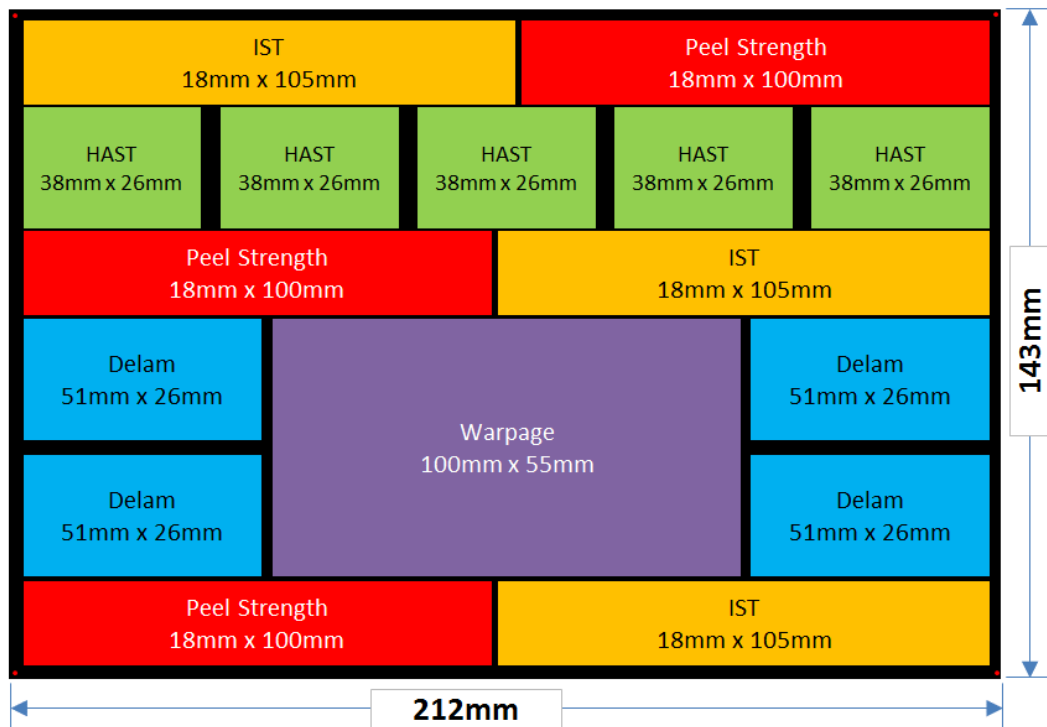 IST
18mm x 105mm
Peel Strength
18mm x 100mm
HAST
38mm x 26mm
HAST
38mm x 26mm
HAST
38mm x 26mm
HAST
38mm x 26mm
HAST
38mm x 26mm
Peel Strength
18mm x 100mm
IST
18mm x 105mm
Delam
51mm x 26mm
Warpage
100mm x 55mm
Delam
51mm x 26mm
Delam
51mm x 26mm
Delam
51mm x 26mm
Peel Strength
18mm x 100mm
IST
18mm x 105mm
143mm
212mm